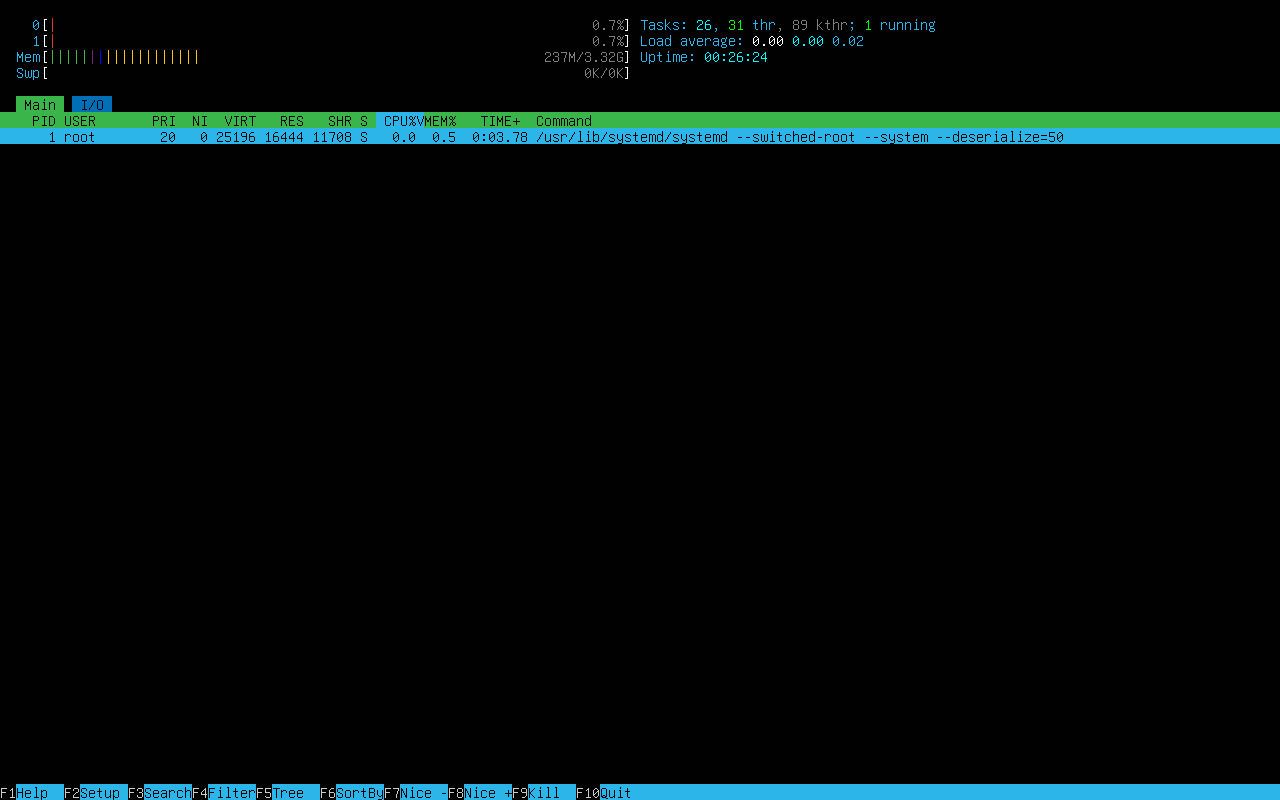 0[| 0.7%] Tasks: 26, 31 thr, 89 kthr; 1 running
1[| 0.7%] Load average: 0.00 0.00 0.02
Mem[||||||||||||||||||| 237M/3.32G] Uptime: 00:26:24
Swp[ 0K/0K]
Main I/O
PID USER PRI NI VIRT RES SHR S CPU%▽MEM% TIME+ Command
1 root 20 0 25196 16444 11708 S 0.0 0.5 0:03.78 /usr/lib/systemd/systemd --switched-root --system --deserialize=50
F1Help F2Setup F3SearchF4FilterF5Tree F6SortByF7Nice -F8Nice +F9Kill F10Quit